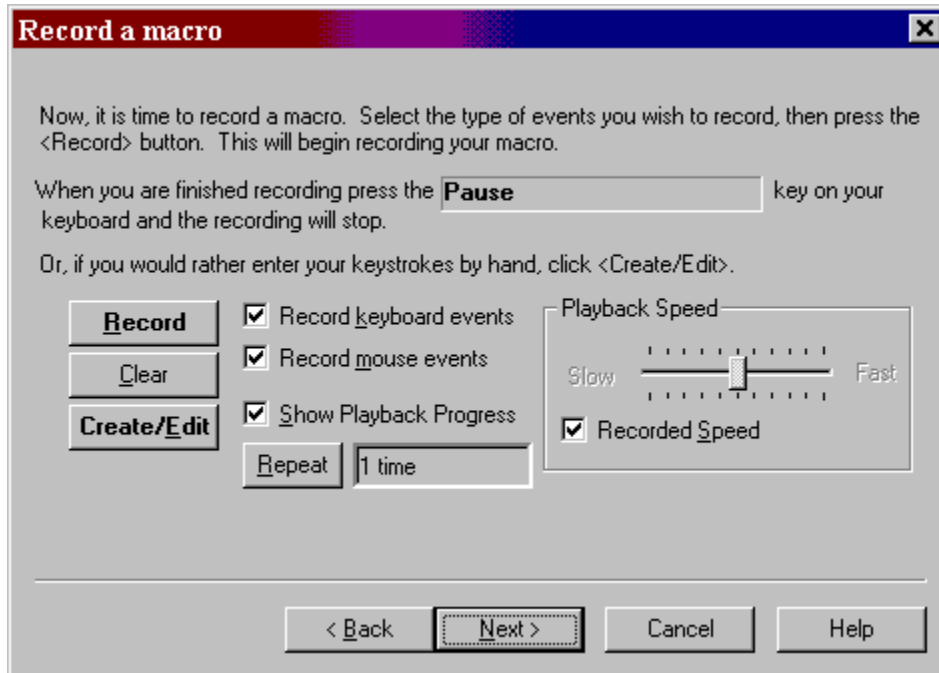 Record a macro
Now, it is time to record a macro. Select the type of events you wish to record, then press the
<Record> button. This will begin recording your macro.
When you are finished recording press the Pause key on your
keyboard and the recording will stop.
Or, if you would rather enter your keystrokes by hand, click <Create/Edit>.
Record
Clear
Create/Edit
Record keyboard events
Record mouse events
Show Playback Progress
Repeat 1 time
Playback Speed
Slow Fast
Recorded Speed
< Back Next > Cancel Help